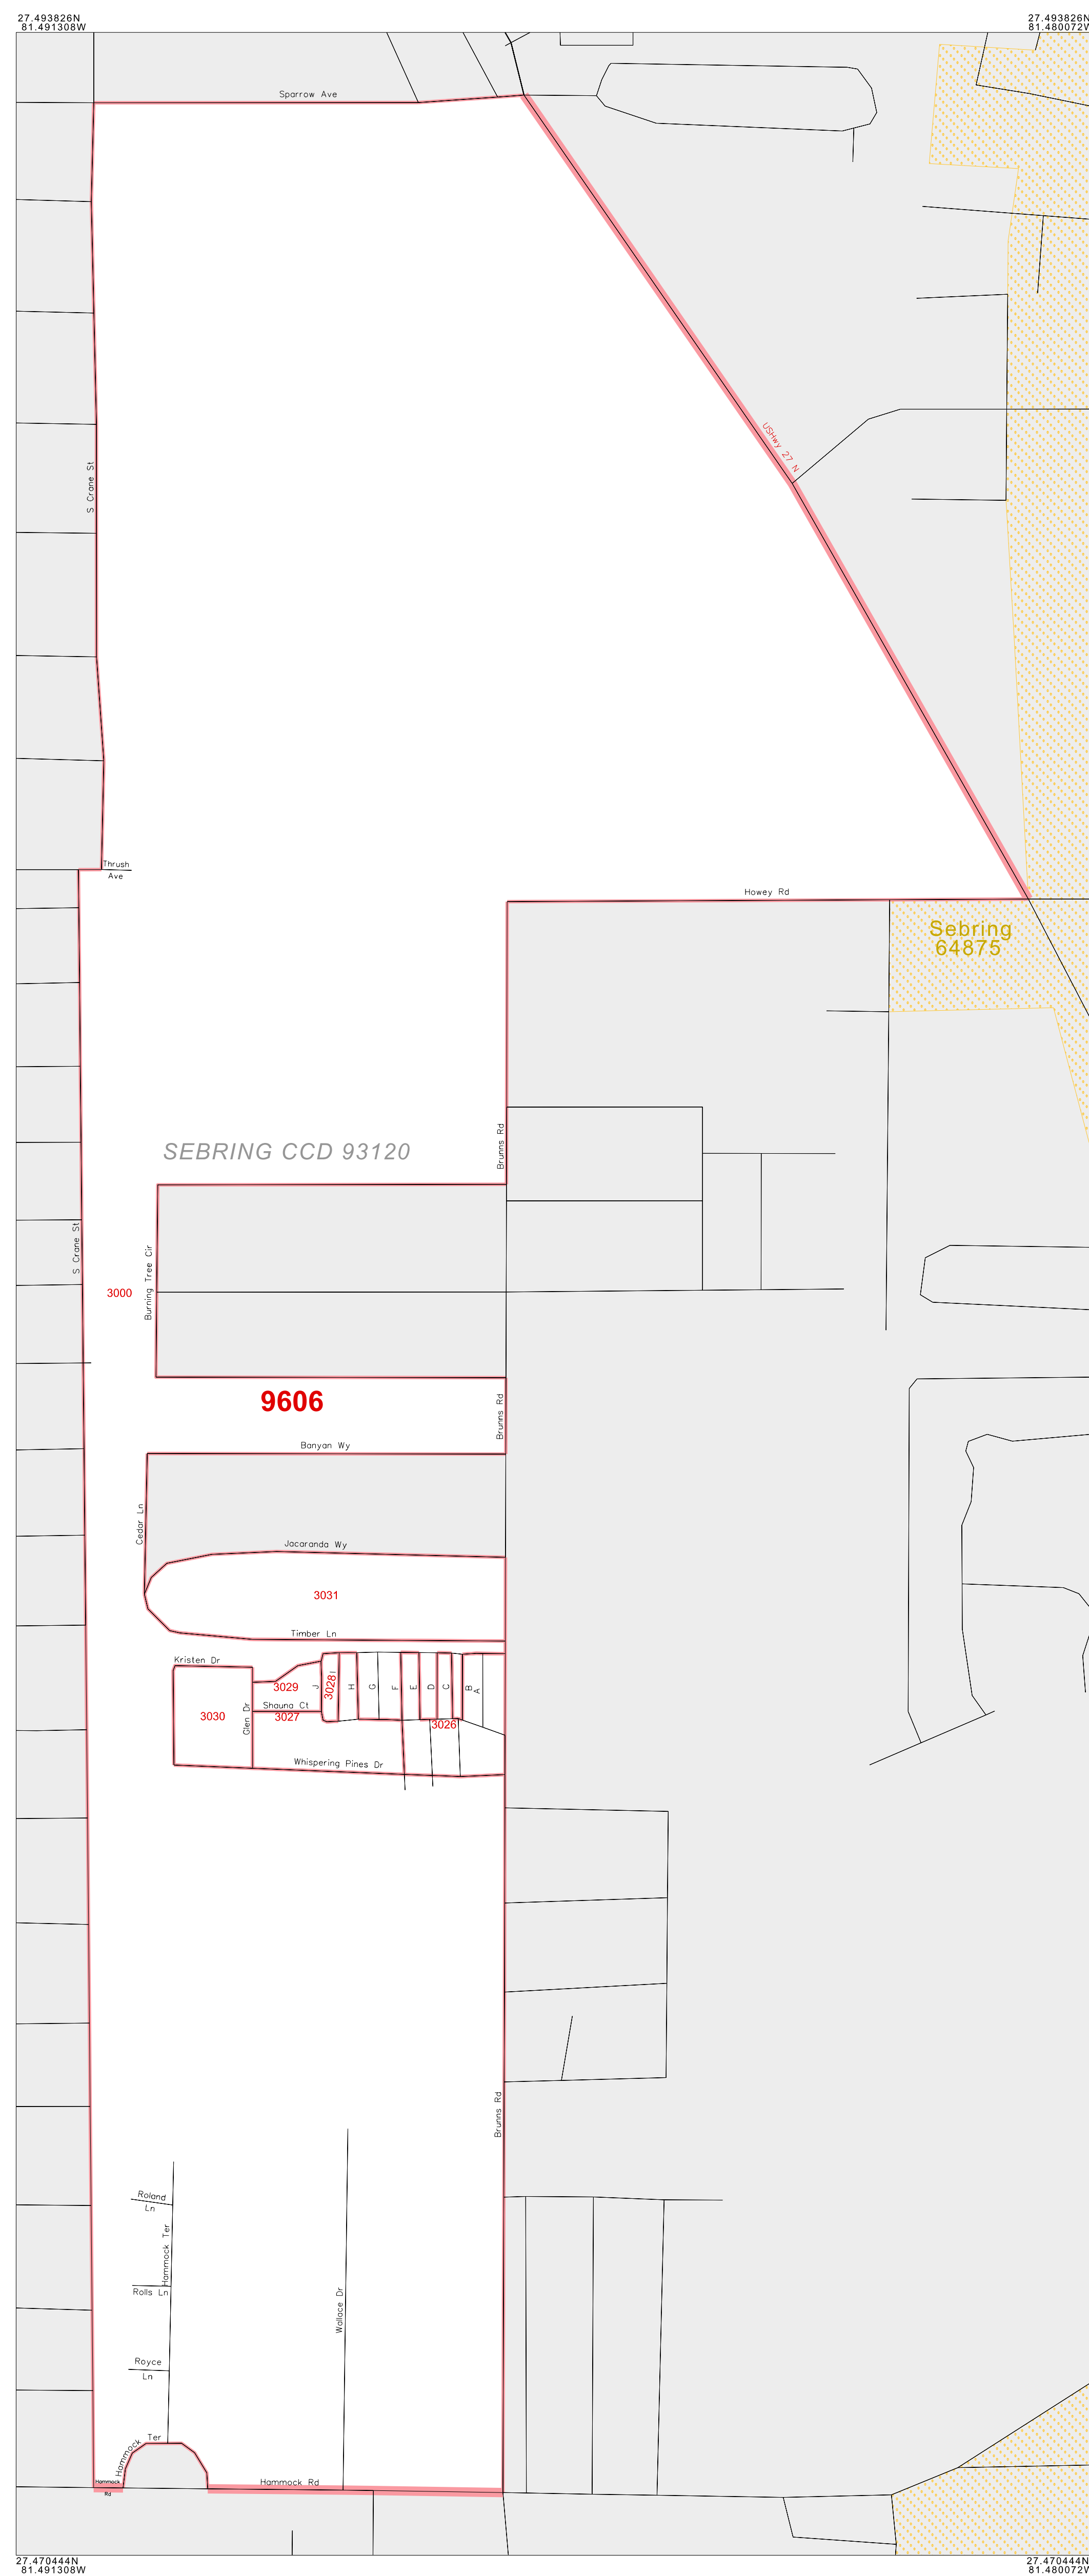 27.493826N
81.491308W
27.493826N
81.480072W
Sparrow Ave
USHwy 27 N
S Crane St
Thrush
Ave
Howey Rd
Sebring
64875
Brunns Rd
SEBRING CCD 93120
S Crane St
Burning Tree Cir
3000
9606
Brunns Rd
Banyan Wy
Cedar Ln
Jacaranda Wy
3031
Timber Ln
Kristen Dr
3029
J
3028
I
H
G
F
E
D
C
B
A
3030
Glen Dr
Shauna Ct
3027
3026
Whispering Pines Dr
Brunns Rd
Roland
Ln
Hammock Ter
Rolls Ln
Wallace Dr
Royce
Ln
Hammock Ter
Hammock
Rd
Hammock Rd
27.470444N
81.491308W
27.470444N
81.480072W